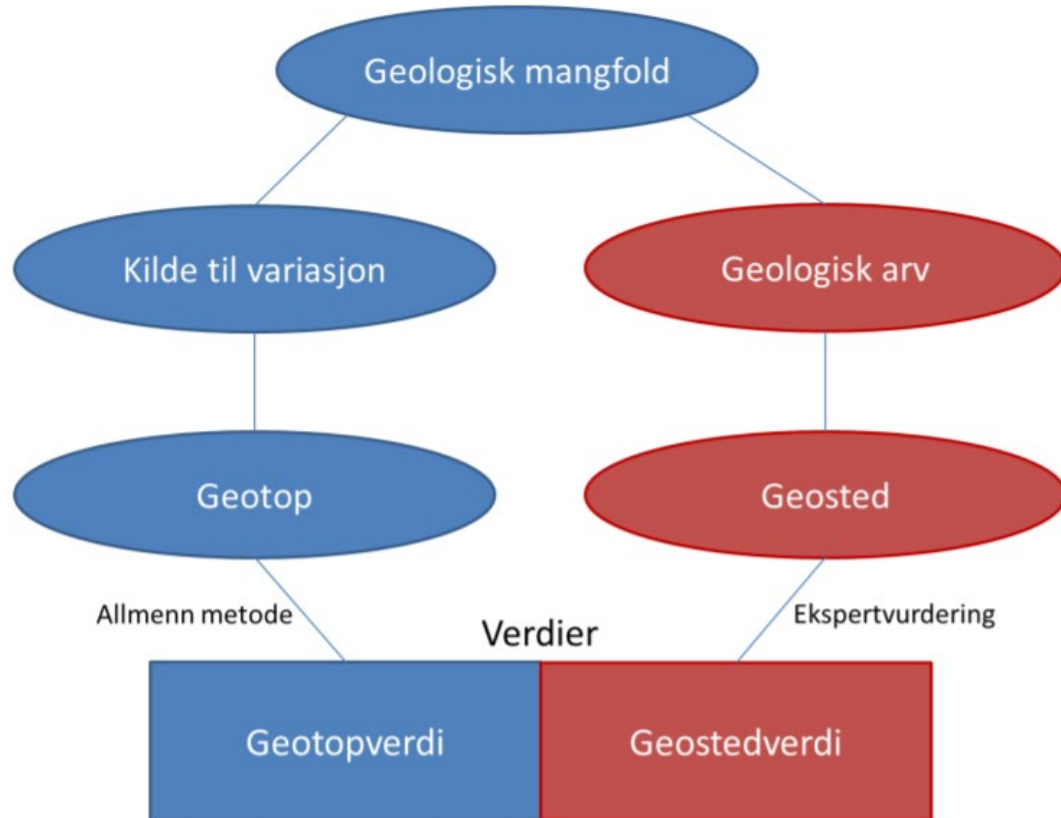 Geologisk mangfold
Kilde til variasjon
Geologisk arv
Geotop
Geosted
Allmenn metode
Verdier
Ekspertvurdering
Geotopverdi
Geostedverdi